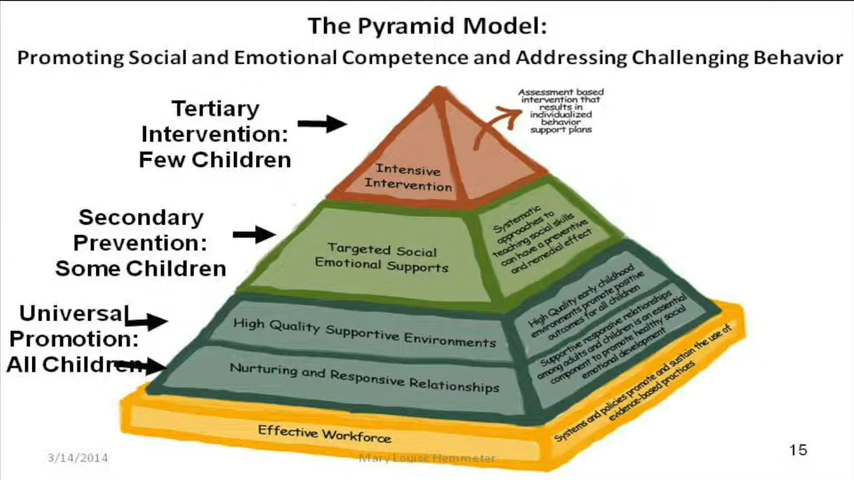 The Pyramid Model:
Promoting Social and Emotional Competence and Addressing Challenging Behavior
Assessment based
intervention that
results in
individualized
behavior
support plans
Tertiary
Intervention:
Few Children
Intensive
Intervention
Secondary
Prevention:
Some Children
Targeted Social
Emotional Supports
Systematic
approaches to
teaching social skills
can have a preventive
and remedial effect
Universal
Promotion:
All Children
High Quality Supportive Environments
High Quality early childhood
environments promote positive
outcomes for all children
Nurturing and Responsive Relationships
Supportive responsive relationships
among adults and children is an essential
component to promote healthy social
emotional development
Effective Workforce
Systems and policies promote and sustain the use of
evidence-based practices
3/14/2014
Mary Louise Hemmeter
15